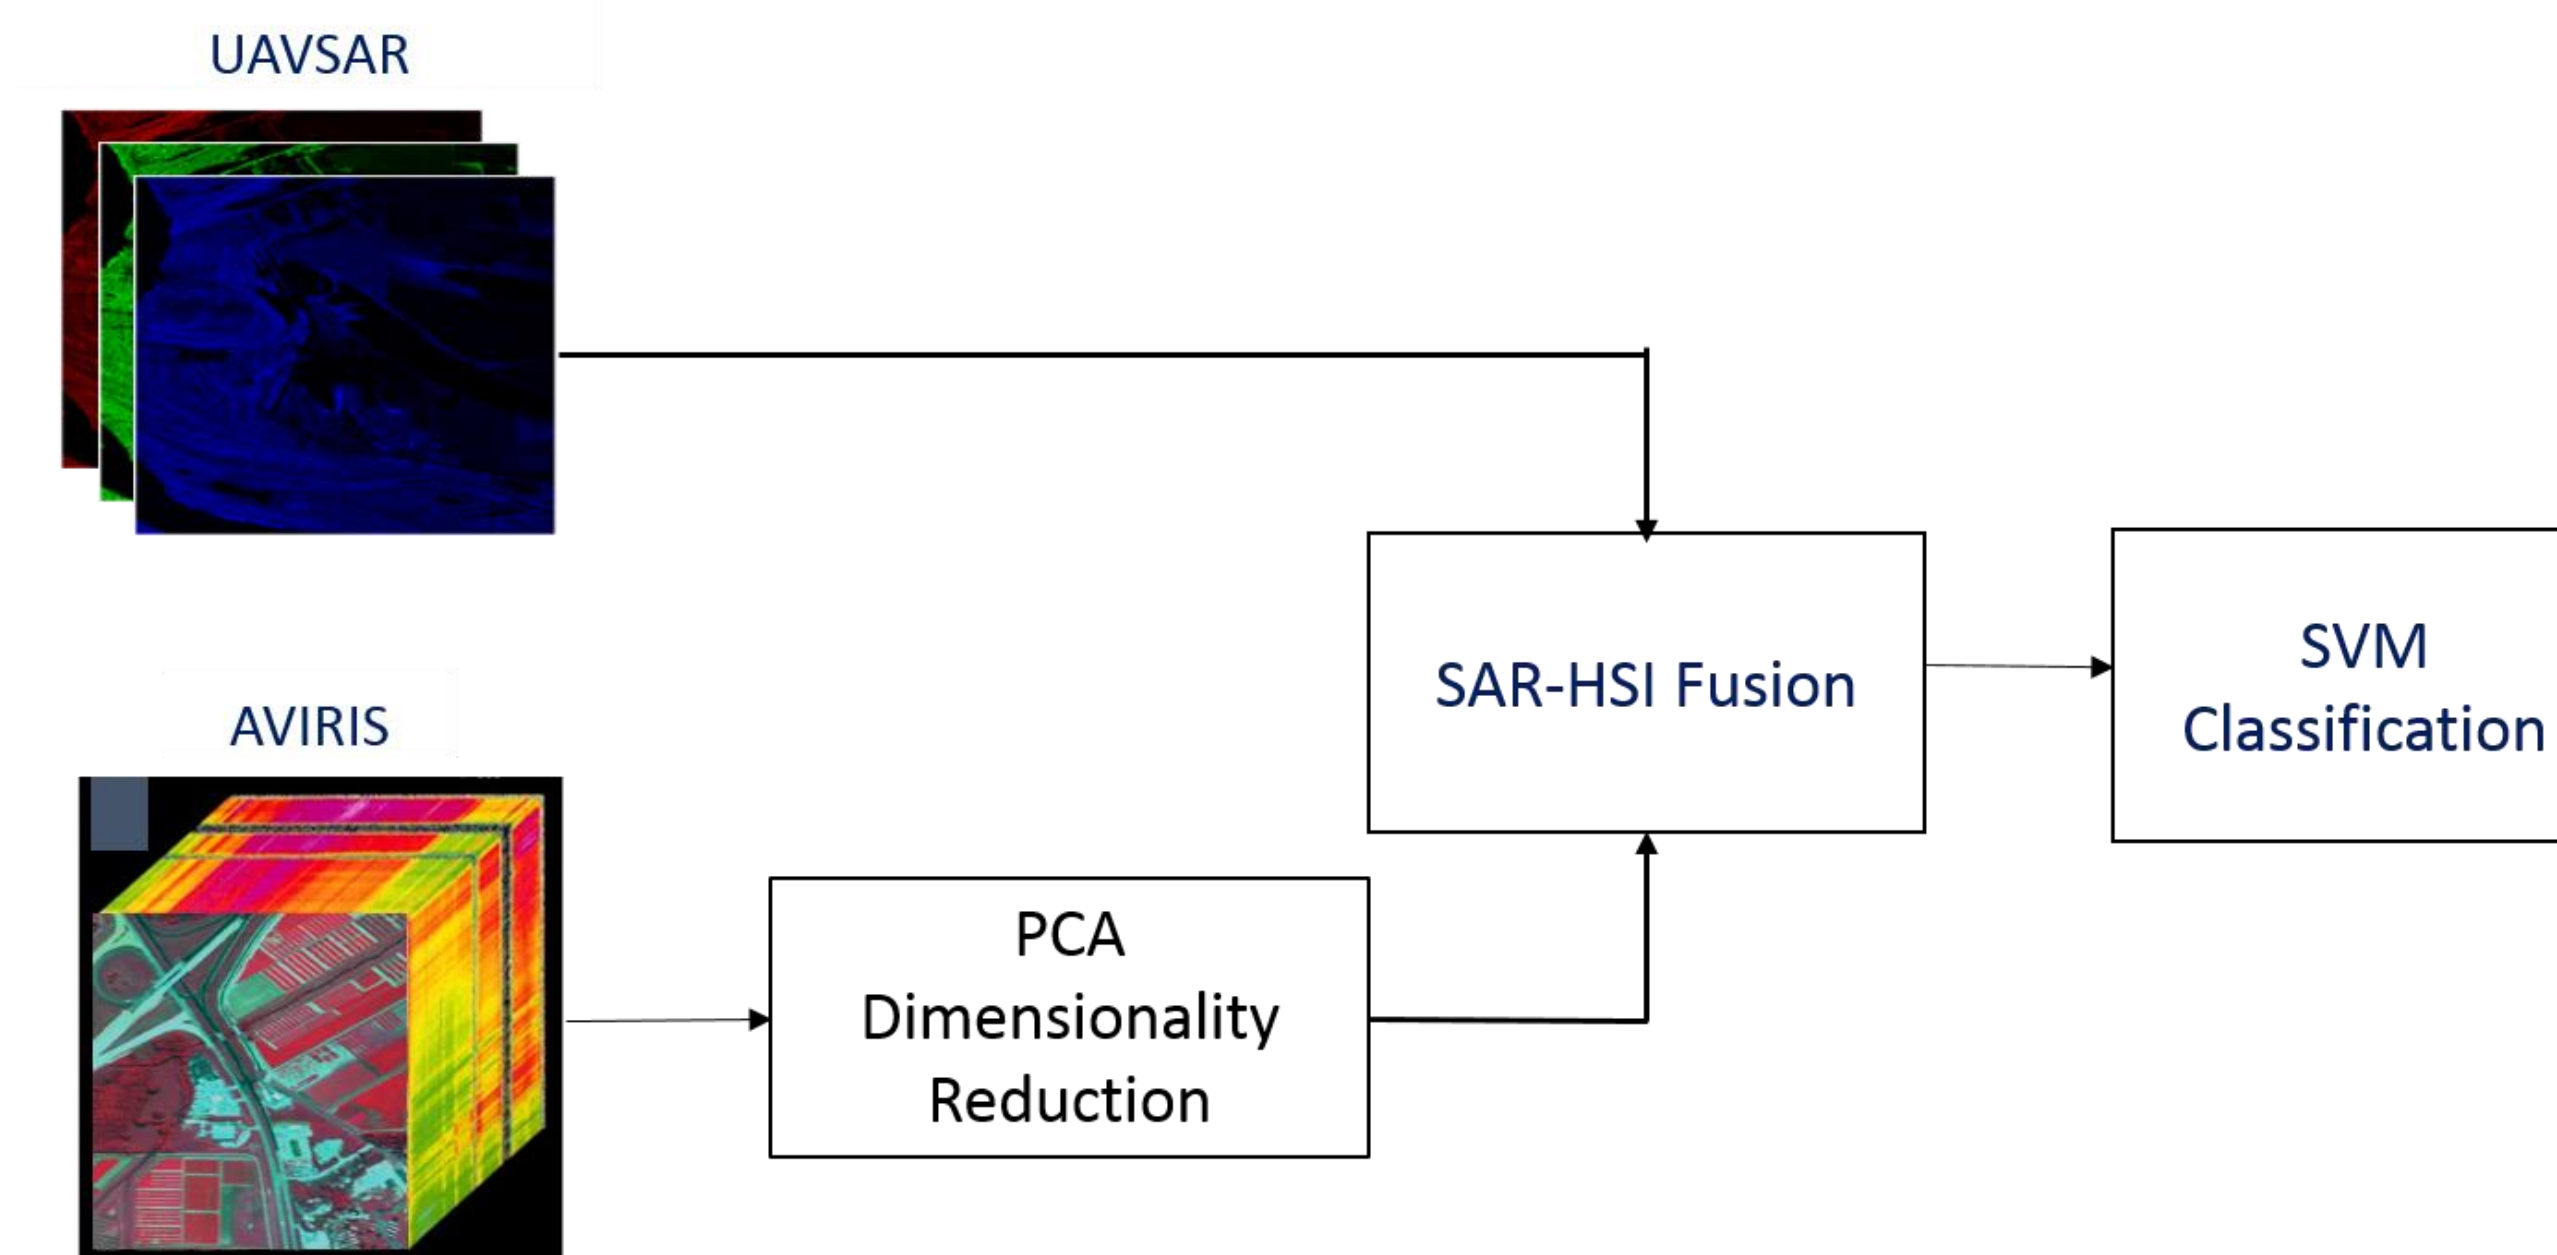 UAVSAR
AVIRIS
PCA
Dimensionality
Reduction
SAR-HSI Fusion
SVM
Classification